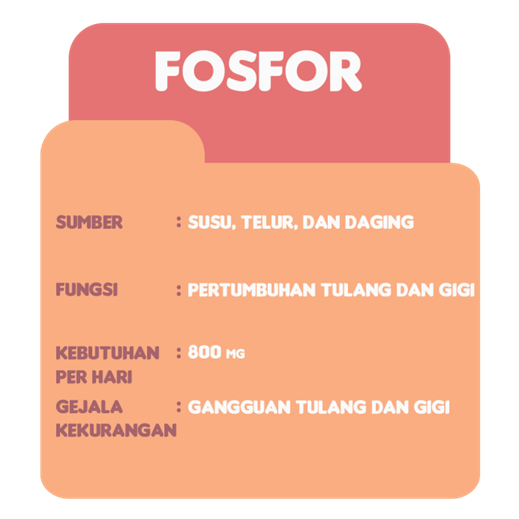 FOSFOR
SUMBER : SUSU, TELUR, DAN DAGING
FUNGSI : PERTUMBUHAN TULANG DAN GIGI
KEBUTUHAN : 800 MG
PER HARI
GEJALA : GANGGUAN TULANG DAN GIGI
KEKURANGAN